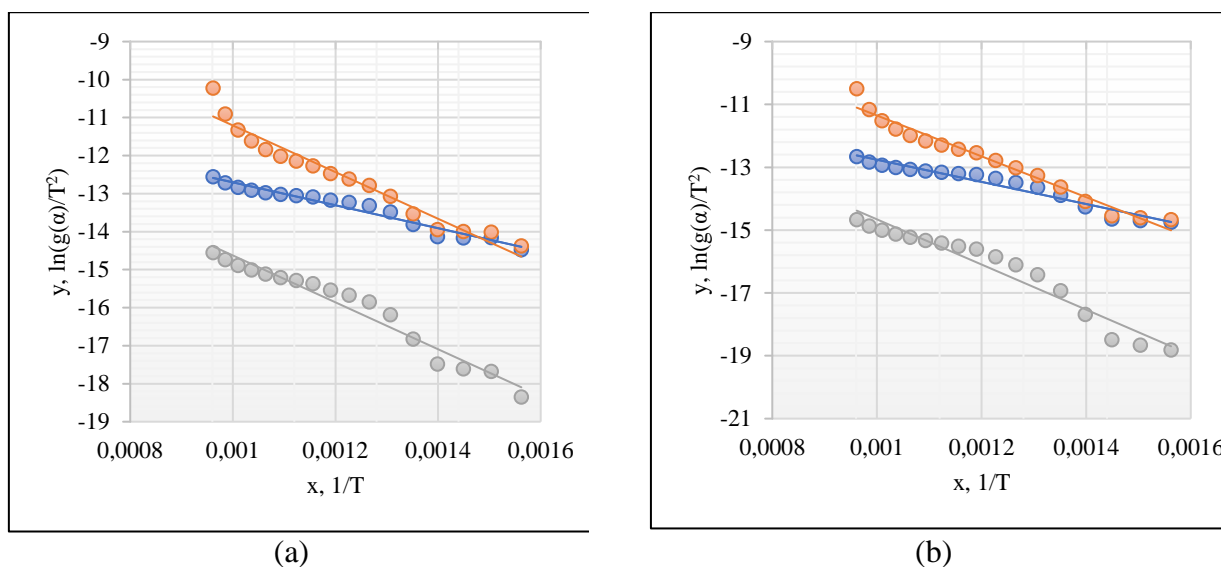 -9
-10
-11
-12
-13
-14
-15
-16
-17
-18
-19
0,0008 0,001 0,0012 0,0014 0,0016
y, ln(g(α)/T²)
x, 1/T
(a)
-9
-11
-13
-15
-17
-19
-21
0,0008 0,001 0,0012 0,0014 0,0016
y, ln(g(α)/T²)
x, 1/T
(b)